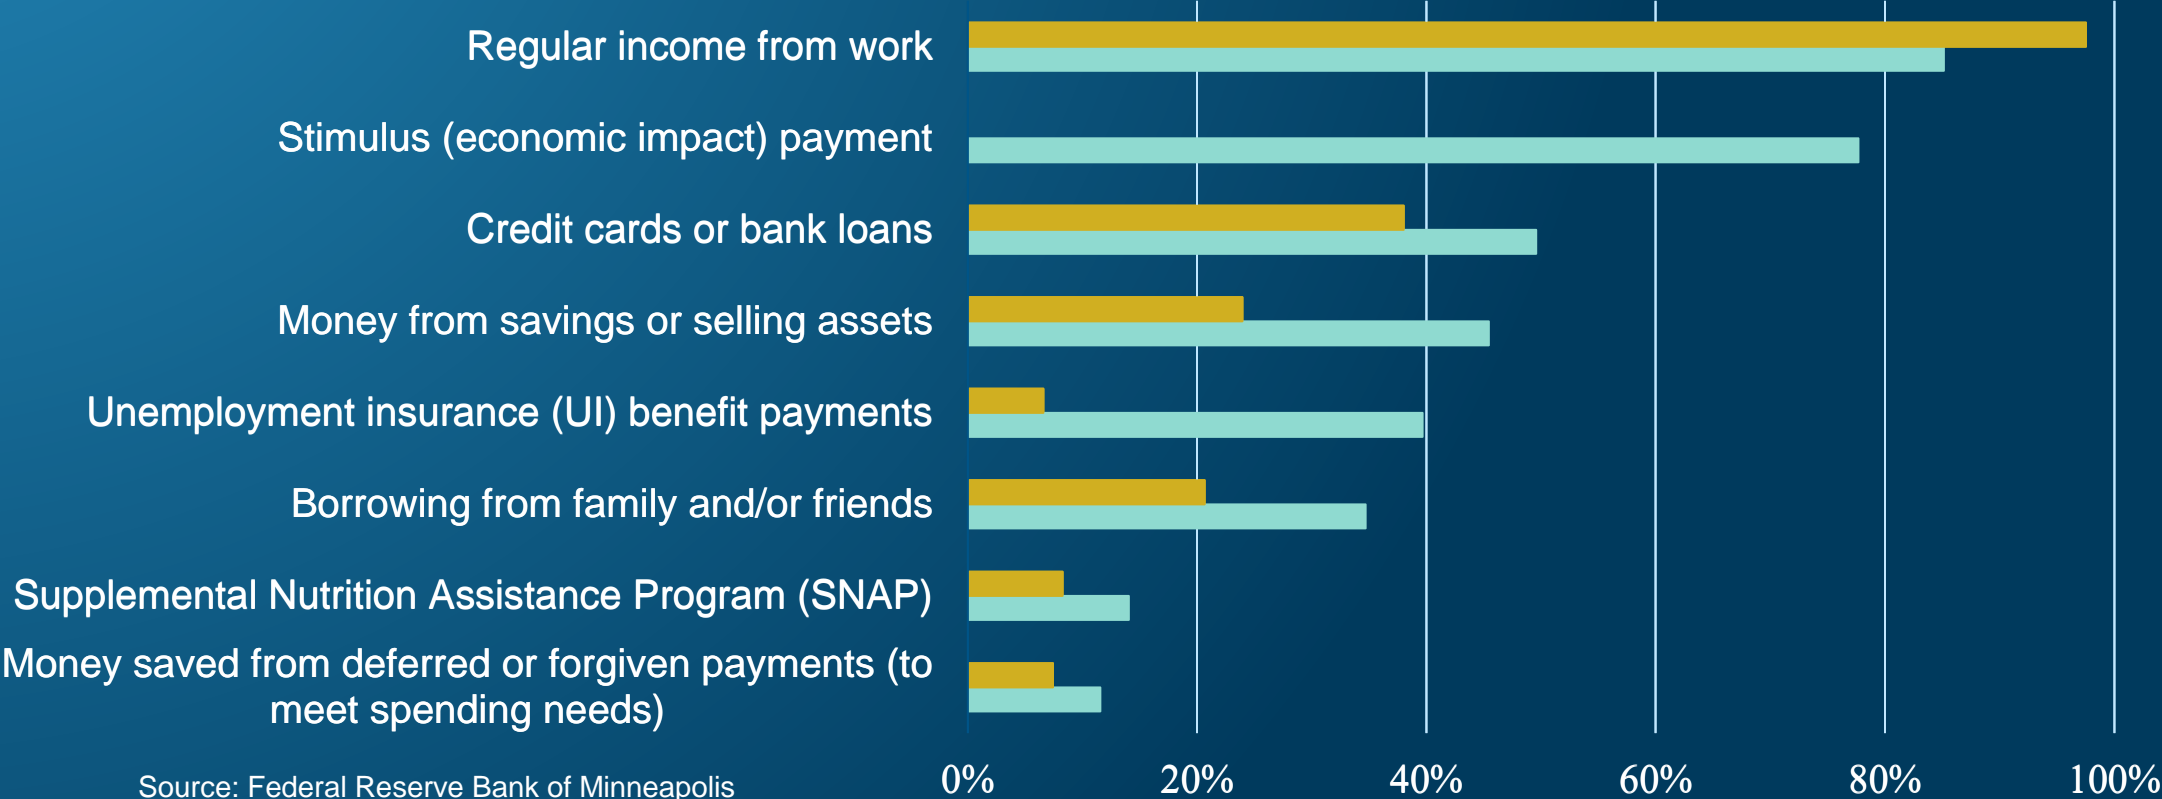 Regular income from work
Stimulus (economic impact) payment
Credit cards or bank loans
Money from savings or selling assets
Unemployment insurance (UI) benefit payments
Borrowing from family and/or friends
Supplemental Nutrition Assistance Program (SNAP)
Money saved from deferred or forgiven payments (to
meet spending needs)
0% 20% 40% 60% 80% 100%
Source: Federal Reserve Bank of Minneapolis